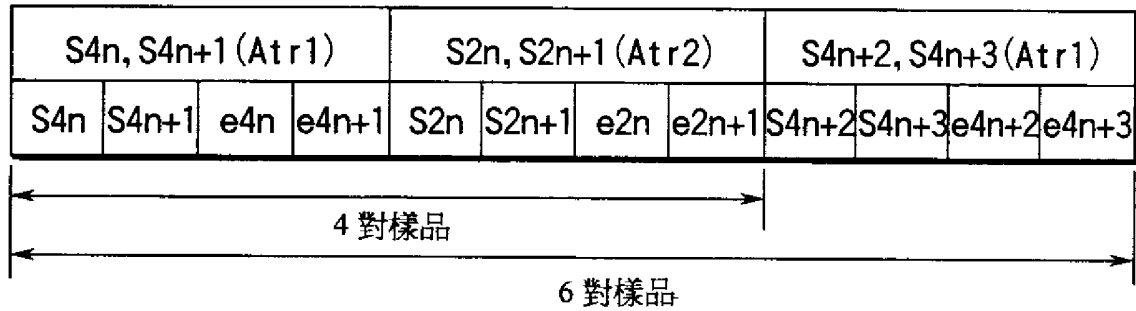 S4n, S4n+1(Atr1) S2n, S2n+1(Atr2) S4n+2, S4n+3(Atr1)
S4n S4n+1 e4n e4n+1 S2n S2n+1 e2n e2n+1 S4n+2 S4n+3 e4n+2 e4n+3
4 對樣品
6 對樣品